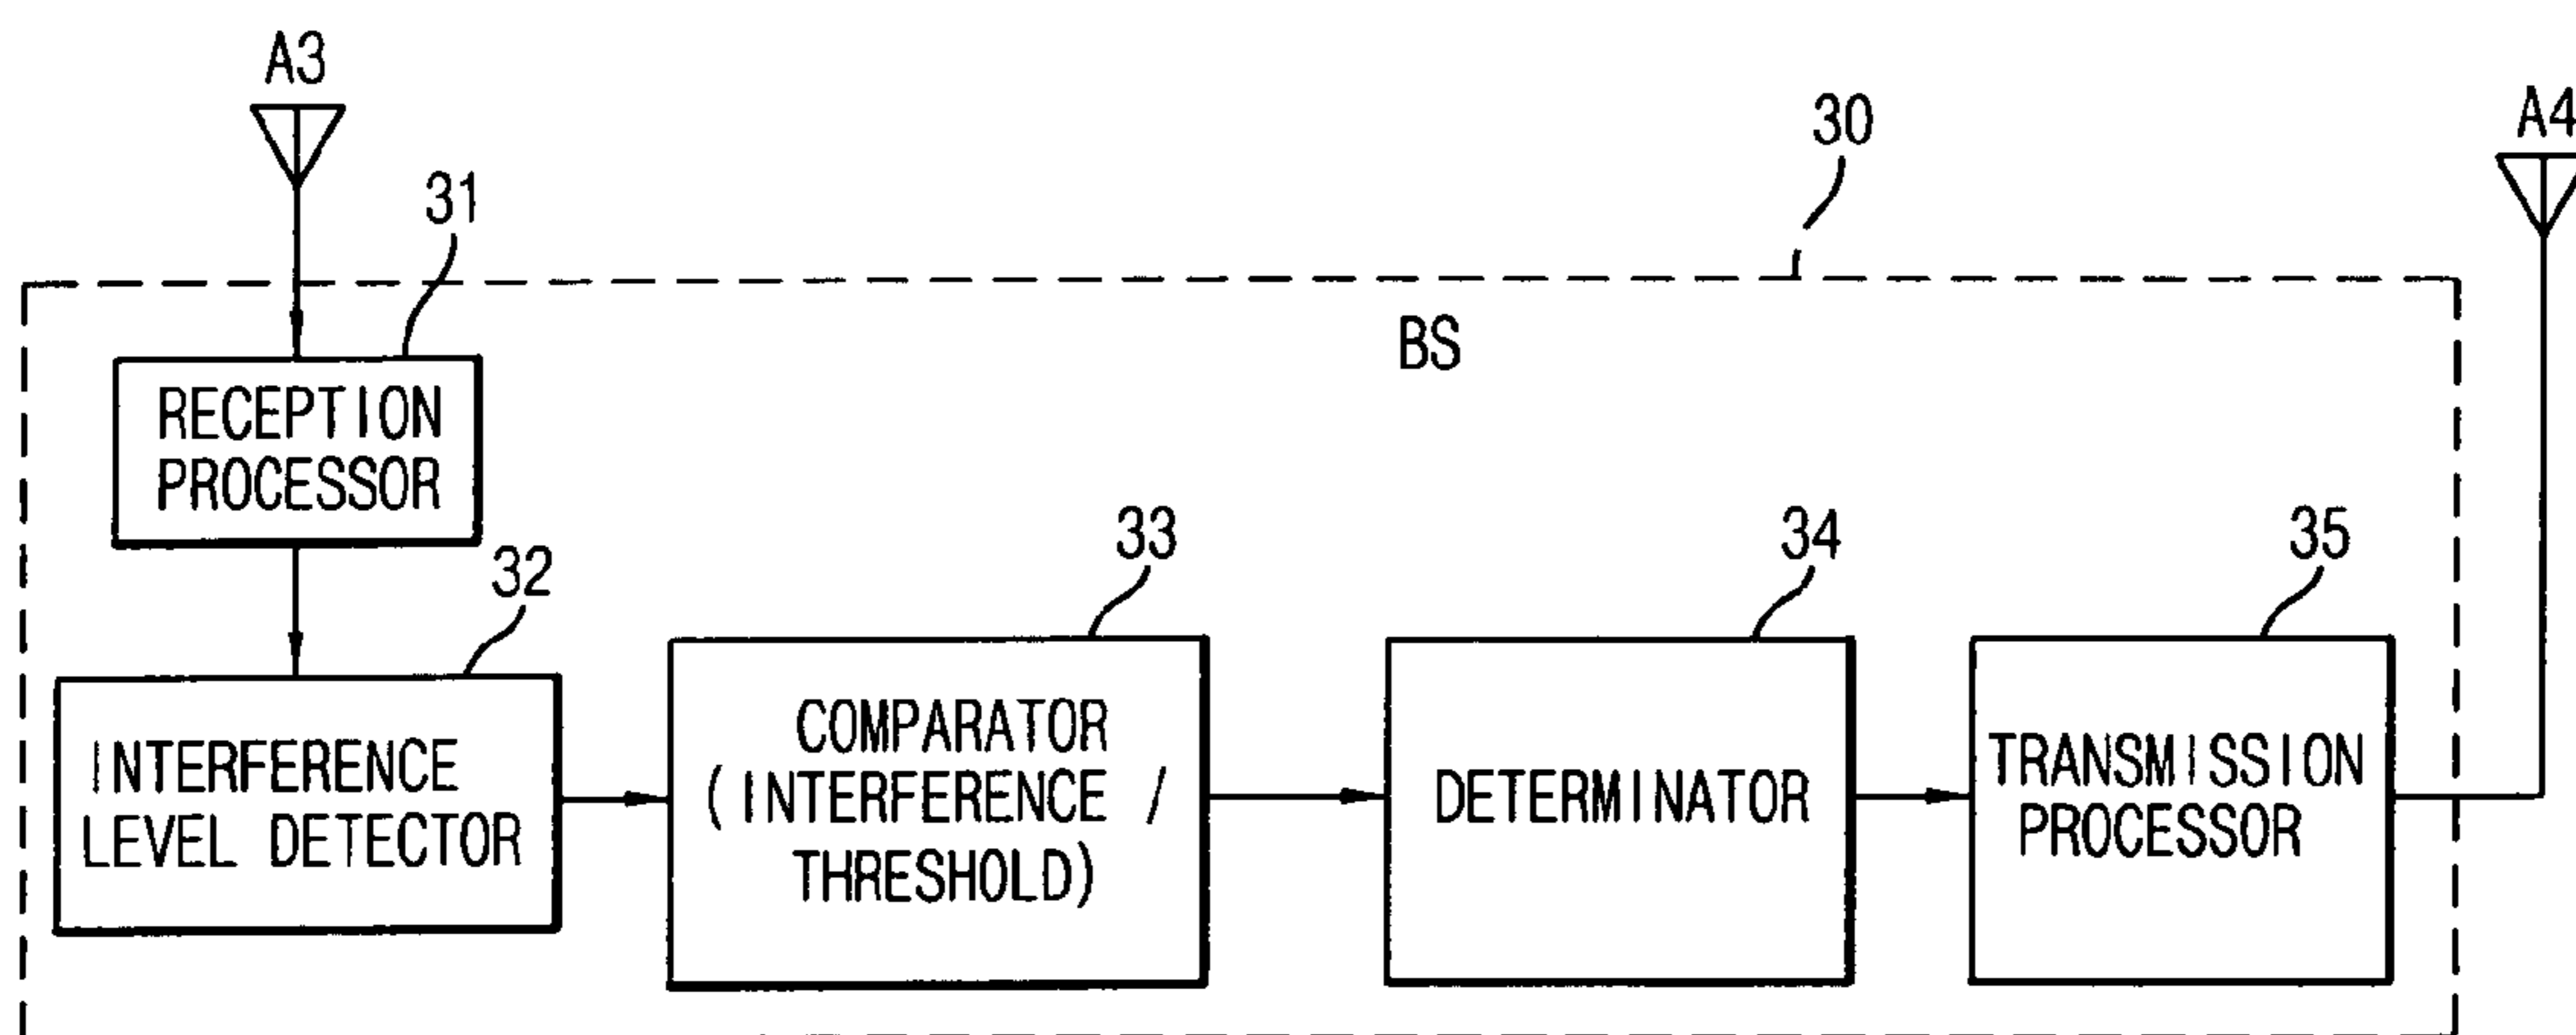 A3
30
A4
31
BS
RECEPTION
PROCESSOR
32
33
34
35
INTERFERENCE
LEVEL DETECTOR
COMPARATOR
(INTERFERENCE /
THRESHOLD)
DETERMINATOR
TRANSMISSION
PROCESSOR